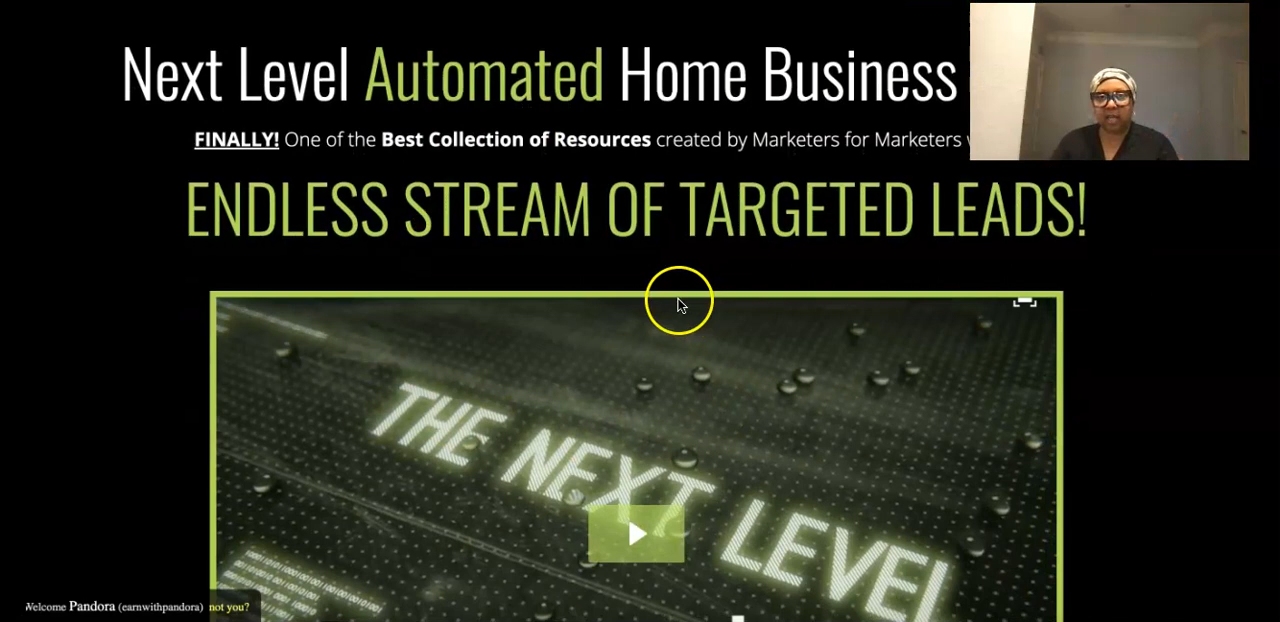 Next Level Automated Home Business
FINALLY! One of the Best Collection of Resources created by Marketers for Marketers
ENDLESS STREAM OF TARGETED LEADS!
THE NEXT LEVEL
Welcome Pandora (earnwithpandora) not you?